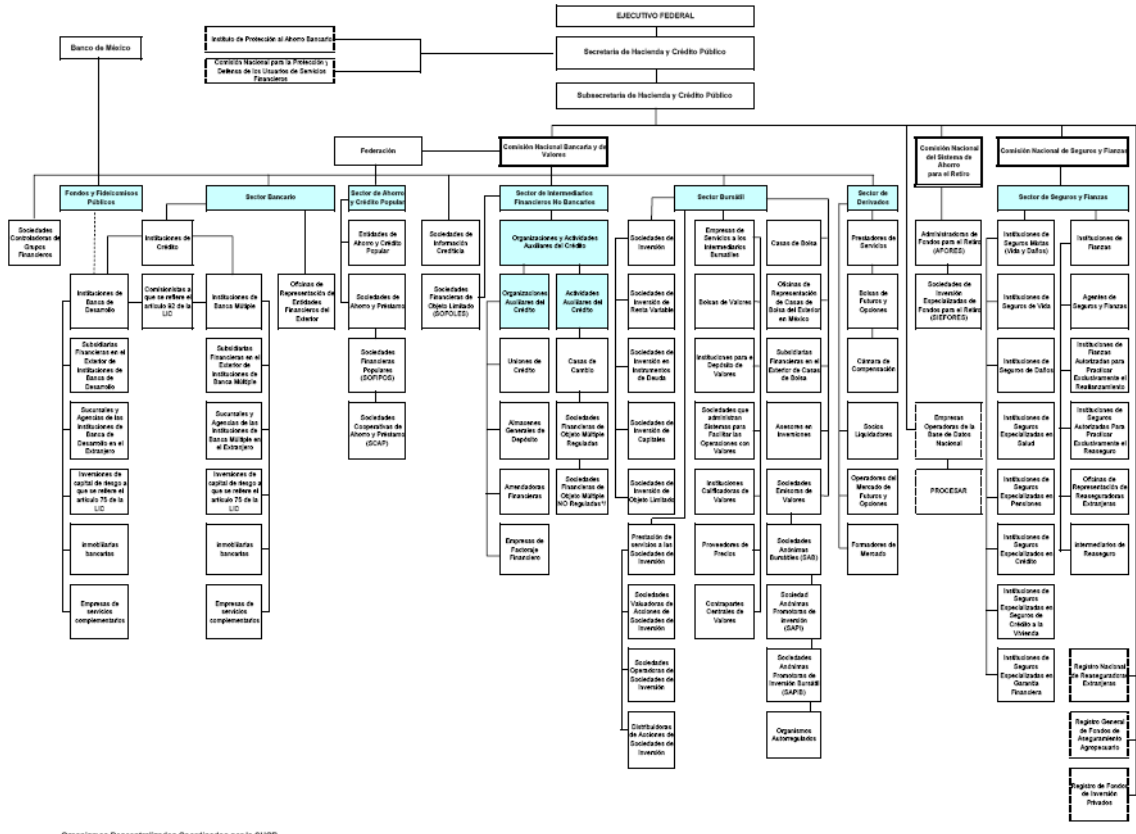 EJECUTIVO FEDERAL
Banco de México
Instituto de Protección al Ahorro Bancario
Secretaría de Hacienda y Crédito Público
Comisión Nacional para la Protección y
Defensa de los Usuarios de Servicios
Financieros
Subsecretaría de Hacienda y Crédito Público
Federación
Comisión Nacional Bancaria y de
Valores
Comisión Nacional
del Sistema de
Ahorro
para el Retiro
Comisión Nacional de Seguros y Fianzas
Fondos y Fideicomisos
Públicos
Sector Bancario
Sector de Ahorro
y Crédito Popular
Sector de Intermediarios
Financieros No Bancarios
Sector Bursátil
Sector de
Derivados
Sector de Seguros y Fianzas
Sociedades
Controladoras de
Grupos
Financieros
Instituciones de
Crédito
Instituciones de
Banca de
Desarrollo
Comisionistas a
que se refiere el
artículo 92 de la
LIC
Instituciones de
Banca Múltiple
Oficinas de
Representación de
Entidades
Financieras del
Exterior
Subsidiarias
Financieras en el
Exterior de
Instituciones de
Banca de
Desarrollo
Subsidiarias
Financieras en el
Exterior de
Instituciones de
Banca Múltiple
Sucursales y
Agencias de las
Instituciones de
Banca de
Desarrollo en el
Extranjero
Sucursales y
Agencias de las
Instituciones de
Banca Múltiple en
el Extranjero
Inversiones de
capital de riesgo a
que se refiere el
artículo 75 de la
LIC
Inversiones de
capital de riesgo a
que se refiere el
artículo 75 de la
LIC
Inmobiliarias
bancarias
Inmobiliarias
bancarias
Empresas de
servicios
complementarios
Empresas de
servicios
complementarios
Entidades de
Ahorro y Crédito
Popular
Sociedades de
Ahorro y Préstamo
Sociedades
Financieras
Populares
(SOFIPOS)
Sociedades
Cooperativas de
Ahorro y Préstamo
(SCAP)
Sociedades de
Información
Crediticia
Sociedades
Financieras de
Objeto Limitado
(SOFOLES)
Organizaciones y Actividades
Auxiliares del Crédito
Organizaciones
Auxiliares del
Crédito
Actividades
Auxiliares del
Crédito
Uniones de
Crédito
Casas de
Cambio
Almacenes
Generales de
Depósito
Sociedades
Financieras de
Objeto Múltiple
Reguladas
Arrendadoras
Financieras
Sociedades
Financieras de
Objeto Múltiple
NO Reguladas
Empresas de
Factoraje
Financiero
Sociedades de
Inversión
Sociedades de
Inversión de
Renta Variable
Sociedades de
Inversión en
Instrumentos
de Deuda
Sociedades de
Inversión de
Capitales
Sociedades de
Inversión de
Objeto Limitado
Prestación de
servicios a las
Sociedades de
Inversión
Sociedades
Valuadoras de
Acciones de
Sociedades de
Inversión
Sociedades
Operadoras de
Sociedades de
Inversión
Distribuidoras
de Acciones de
Sociedades de
Inversión
Empresas de
Servicios a los
Intermediarios
Bursátiles
Bolsas de Valores
Instituciones para el
Depósito de
Valores
Sociedades que
administran
Sistemas para
Facilitar las
Operaciones con
Valores
Instituciones
Calificadoras de
Valores
Proveedores de
Precios
Contrapartes
Centrales de
Valores
Casas de Bolsa
Oficinas de
Representación de
Casas de
Bolsa del Exterior
en México
Subsidiarias
Financieras en el
Exterior de Casas
de Bolsa
Asesores en
Inversiones
Sociedades
Emisoras de
Valores
Sociedades
Anónimas
Bursátiles (SAB)
Sociedad
Anónimas
Promotoras de
Inversión
(SAPI)
Sociedades
Anónimas
Promotoras de
Inversión Bursátil
(SAPIB)
Organismos
Autorregulados
Prestadores de
Servicios
Bolsas de
Futuros y
Opciones
Cámara de
Compensación
Socios
Liquidadores
Operadores del
Mercado de
Futuros y
Opciones
Formadores de
Mercado
Administradoras de
Fondos para el Retiro
(AFORES)
Sociedades de
Inversión
Especializadas de
Fondos para el Retiro
(SIEFORES)
Empresas
Operadoras de la
Base de Datos
Nacional
PROCESAR
Instituciones de
Seguros Mixtas
(Vida y Daños)
Instituciones de
Seguros de Vida
Instituciones de
Seguros de Daños
Instituciones de
Seguros
Especializadas en
Salud
Instituciones de
Seguros
Especializadas en
Pensiones
Instituciones de
Seguros
Especializados en
Crédito
Instituciones de
Seguros
Especializadas en
Seguros de
Crédito a la
Vivienda
Instituciones de
Seguros
Especializadas en
Garantía
Financiera
Instituciones de
Fianzas
Agentes de
Seguros y Fianzas
Instituciones de
Fianzas
Autorizadas para
Practicar
Exclusivamente el
Reafianzamiento
Instituciones de
Seguros
Autorizadas Para
Practicar
Exclusivamente el
Reaseguro
Oficinas de
Representación de
Reaseguradoras
Extranjeras
Intermediarios de
Reaseguro
Registro Nacional
de Reaseguradoras
Extranjeras
Registro General
de Fondos de
Aseguramiento
Agropecuario
Registro de Fondos
de Inversión
Privados